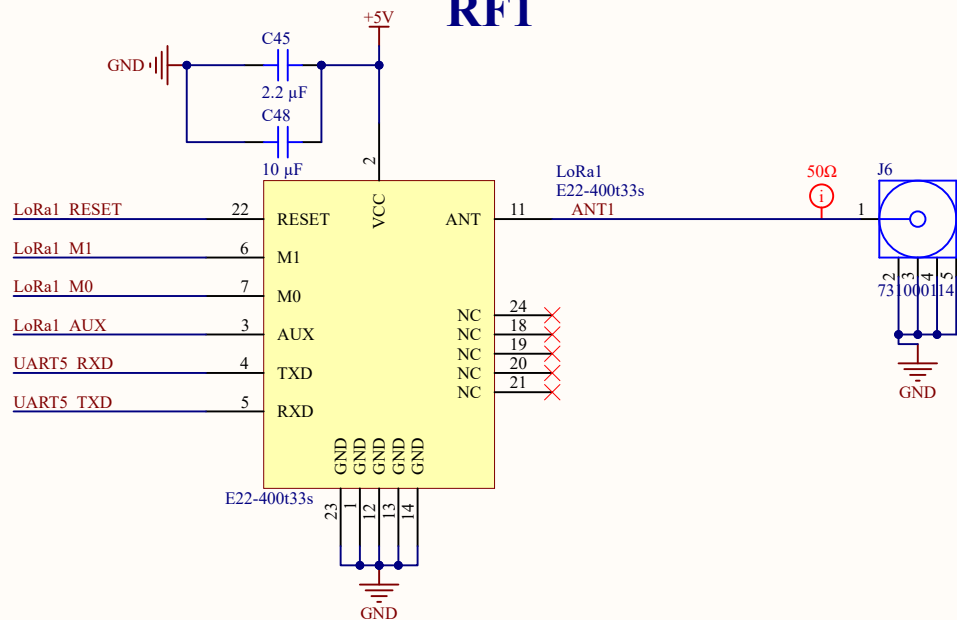 RF1
+5V
C45
GND
2.2 µF
C48
10 µF
2
VCC
LoRa1
E22-400t33s
50Ω
i
J6
LoRa1_RESET 22 RESET
ANT 11 ANT1
1
LoRa1_M1 6 M1
LoRa1_M0 7 M0
LoRa1_AUX 3 AUX
UART5_RXD 4 TXD
UART5_TXD 5 RXD
NC 24
NC 18
NC 19
NC 20
NC 21
2 3 4 5
731000114
GND
GND GND GND GND GND
E22-400t33s
23 1 12 13 14
GND